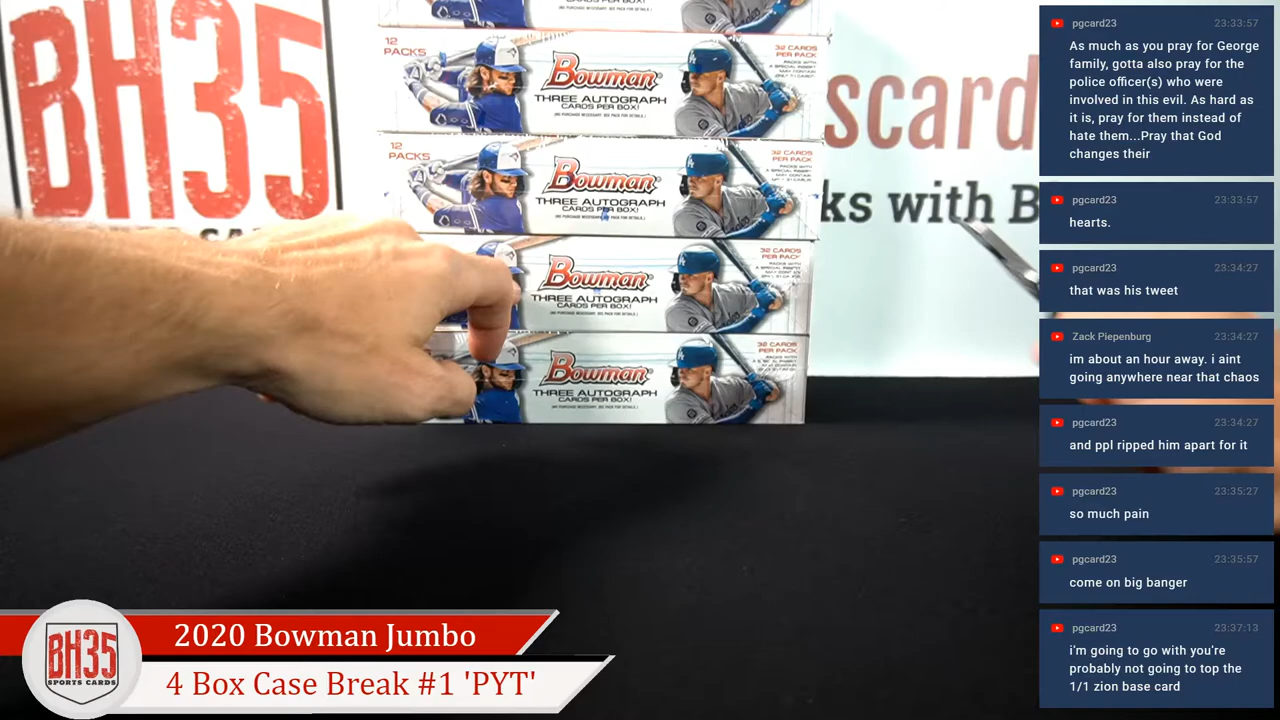 BH35
scard
ks with B
12
PACKS
Bowman
THREE AUTOGRAPH
CARDS PER BOX!
32 CARDS
PER PACK
12
PACKS
Bowman
THREE AUTOGRAPH
CARDS PER BOX!
32 CARDS
PER PACK
Bowman
THREE AUTOGRAPH
CARDS PER BOX!
32 CARDS
PER PACK
Bowman
THREE AUTOGRAPH
CARDS PER BOX!
32 CARDS
PER PACK
BH35
SPORTS CARDS
2020 Bowman Jumbo
4 Box Case Break #1 'PYT'
pgcard23 23:33:57
As much as you pray for George
family, gotta also pray for the
police officer(s) who were
involved in this evil. As hard as
it is, pray for them instead of
hate them...Pray that God
changes their
pgcard23 23:33:57
hearts.
pgcard23 23:34:27
that was his tweet
Zack Piepenburg 23:34:27
im about an hour away. i aint
going anywhere near that chaos
pgcard23 23:34:27
and ppl ripped him apart for it
pgcard23 23:35:27
so much pain
pgcard23 23:35:57
come on big banger
pgcard23 23:37:13
i'm going to go with you're
probably not going to top the
1/1 zion base card